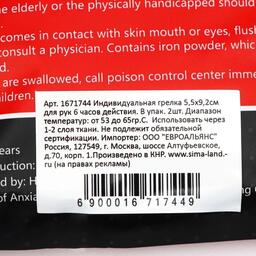 elderly or the physically handicapped should
comes in contact with skin mouth or eyes, flush
consult a physician. Contains iron powder, which
are swallowed, call poison control center imme
children.
Арт. 1671744 Индивидуальная грелка 5,5х9,2см
для рук 6 часов действия. В упак. 2шт. Диапазон
температур: от 53 до 65гр.С. Использовать через
1-2 слоя ткани. Не подлежит обязательной
сертификации. Импортер: ООО "ЕВРОАЛЬЯНС"
Россия, 127549, г. Москва, шоссе Алтуфьевское,
д.70, корп. 1.Произведено в КНР. www.sima-land.-
ru (на правах рекламы)
ears
duction:
d by: H
of Anxia
6 900016 717449